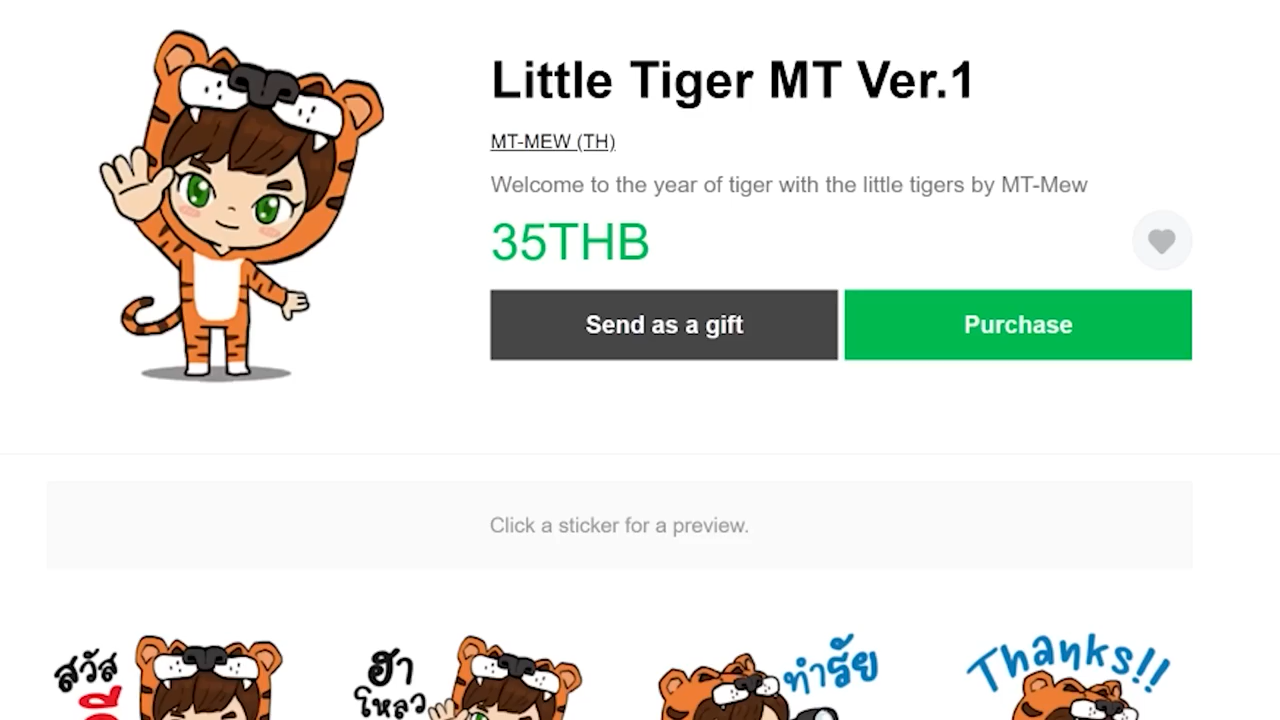 Little Tiger MT Ver.1
MT-MEW (TH)
Welcome to the year of tiger with the little tigers by MT-Mew
35THB
Send as a gift
Purchase
Click a sticker for a preview.
สวัส
ฮา
โหลว
ทำรัย
Thanks!!